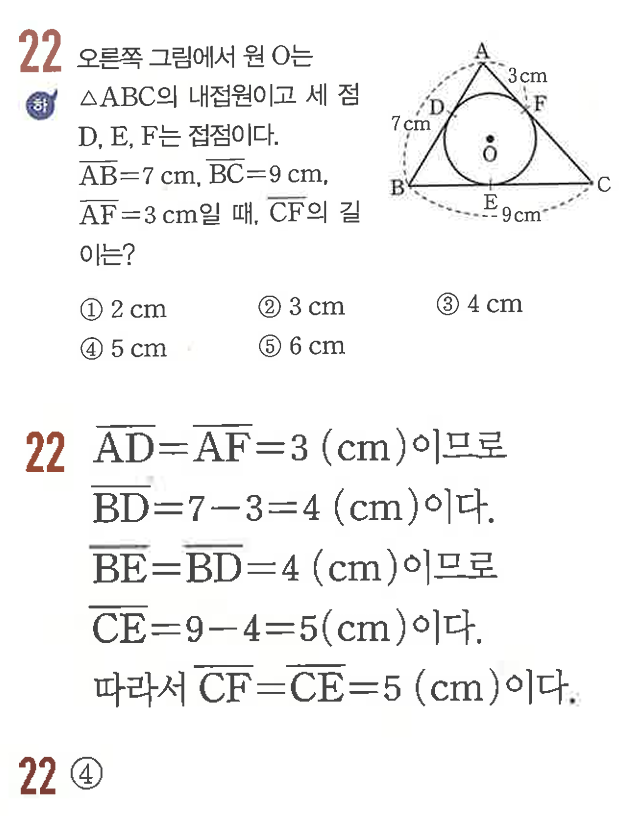 22 오른쪽 그림에서 원 O는
하 △ABC의 내접원이고 세 점
D, E, F는 접점이다.
AB=7 cm, BC=9 cm,
AF=3 cm일 때, CF의 길
이는?
A
3cm
D
F
7cm
O
B
C
E
9cm
① 2 cm ② 3 cm ③ 4 cm
④ 5 cm ⑤ 6 cm
22 AD=AF=3 (cm)이므로
BD=7-3=4 (cm)이다.
BE=BD=4 (cm)이므로
CE=9-4=5(cm)이다.
따라서 CF=CE=5 (cm)이다.
22 ④